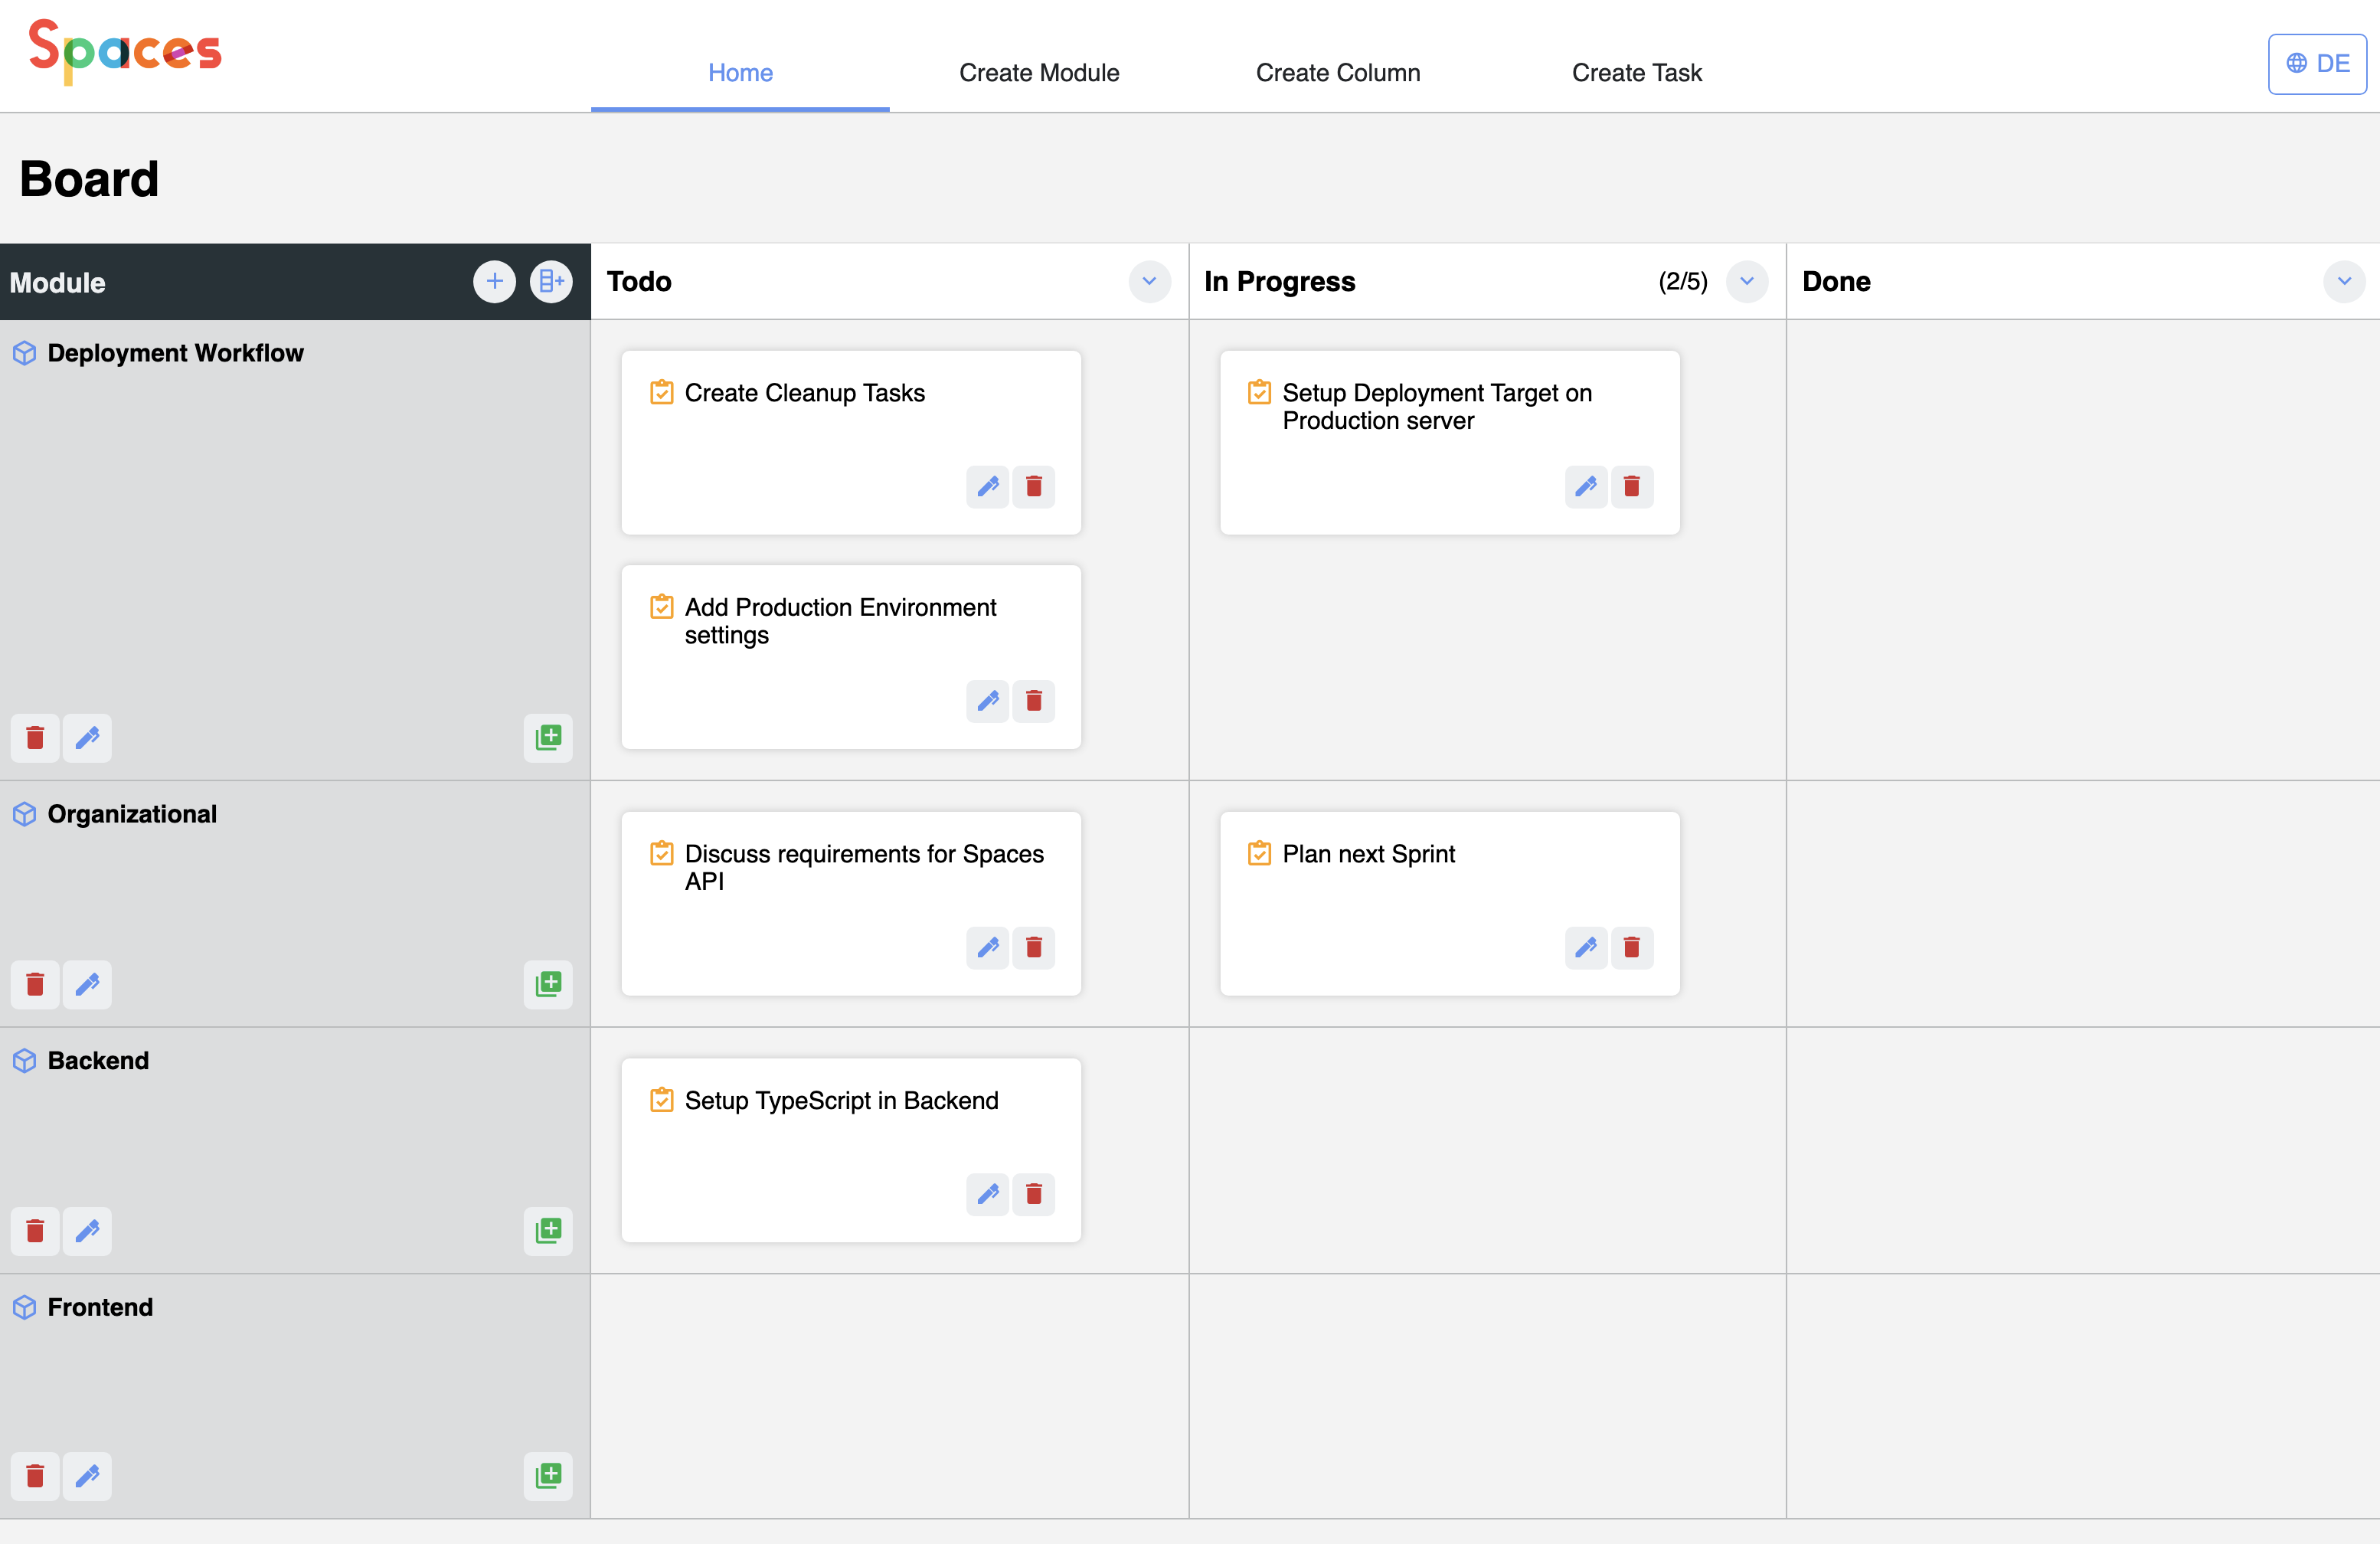 Spaces
Home
Create Module
Create Column
Create Task
DE
Board
Module
Todo
In Progress
(2/5)
Done
Deployment Workflow
Create Cleanup Tasks
Setup Deployment Target on
Production server
Add Production Environment
settings
Organizational
Discuss requirements for Spaces
API
Plan next Sprint
Backend
Setup TypeScript in Backend
Frontend